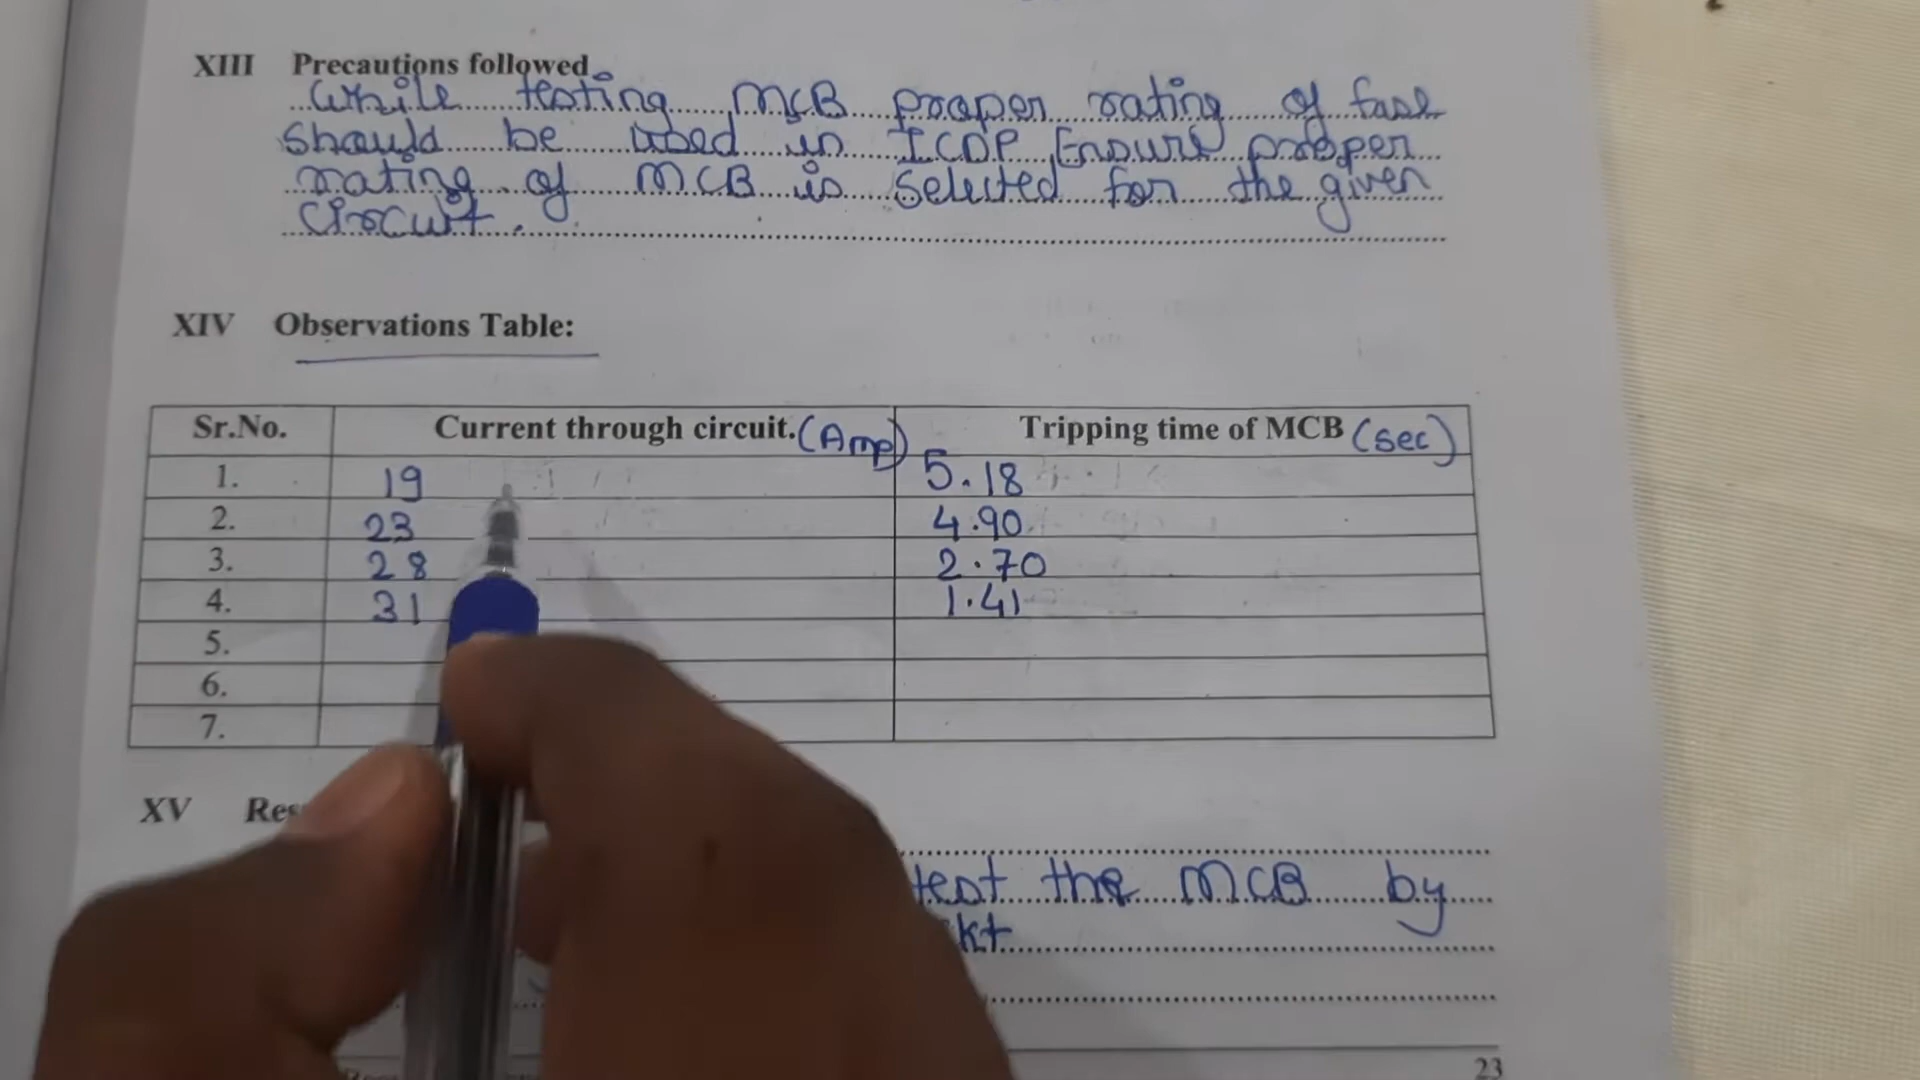 XIII Precautions followed
While testing MCB proper rating of fuse
should be used in ICDP, Ensure proper
rating of MCB is selected for the given
Circuit.
XIV Observations Table:
Sr.No. Current through circuit. (Amp) Tripping time of MCB (sec)
1. 19 5.18
2. 23 4.90
3. 28 2.70
4. 31 1.41
5.
6.
7.
XV
test the MCB by
kt
23